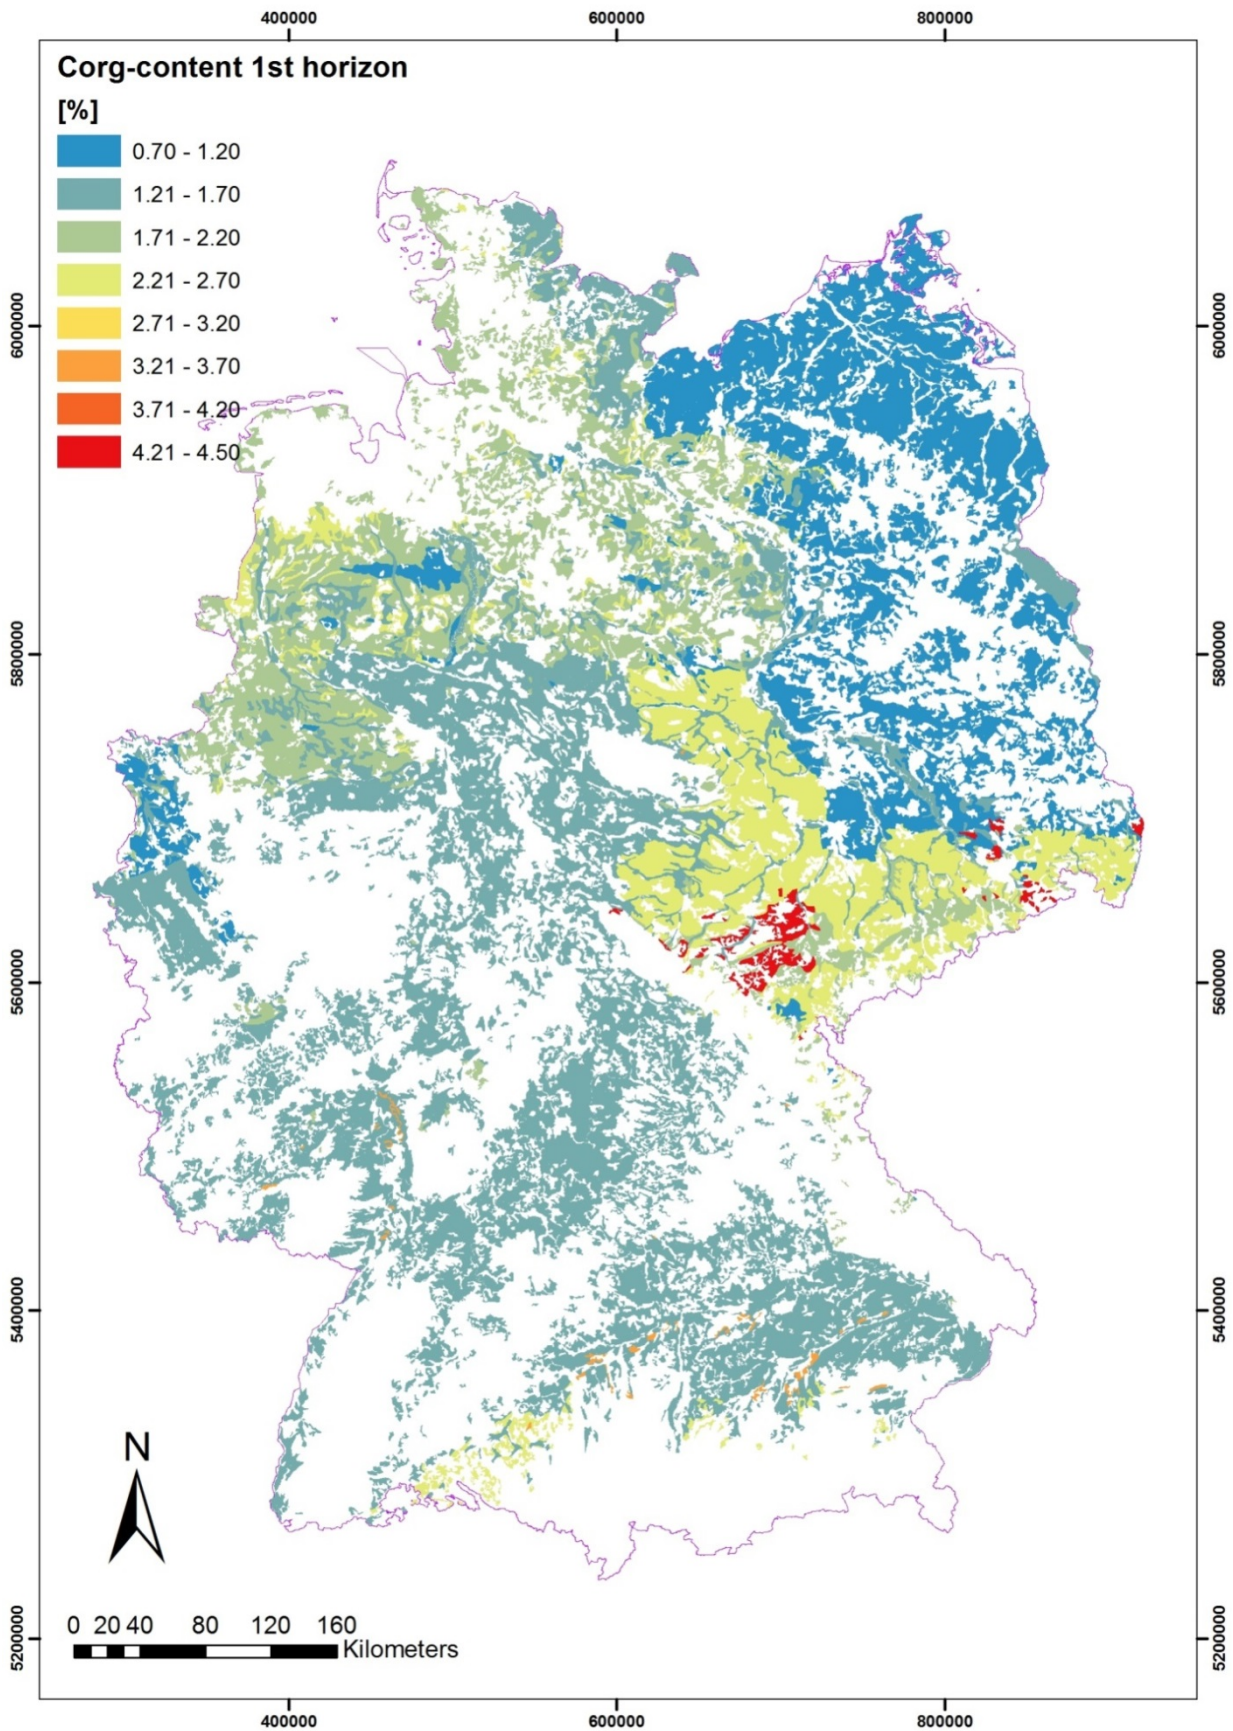 400000 600000 800000
Corg-content 1st horizon
[%]
0.70 - 1.20
1.21 - 1.70
1.71 - 2.20
2.21 - 2.70
2.71 - 3.20
3.21 - 3.70
3.71 - 4.20
4.21 - 4.50
6000000 6000000
5800000 5800000
5600000 5600000
5400000 5400000
N
0 20 40 80 120 160
Kilometers
5200000 5200000
400000 600000 800000